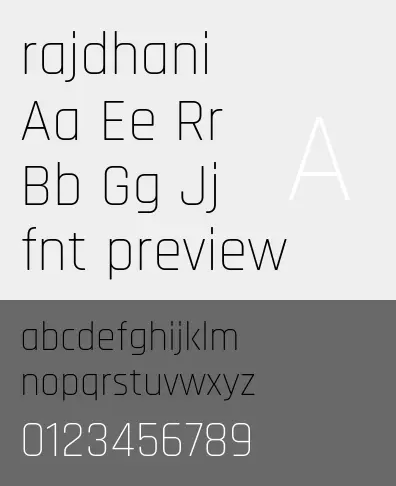 rajdhani
Aa Ee Rr
A
Bb Gg Jj
fnt preview
abcdefghijklm
nopqrstuvwxyz
0123456789